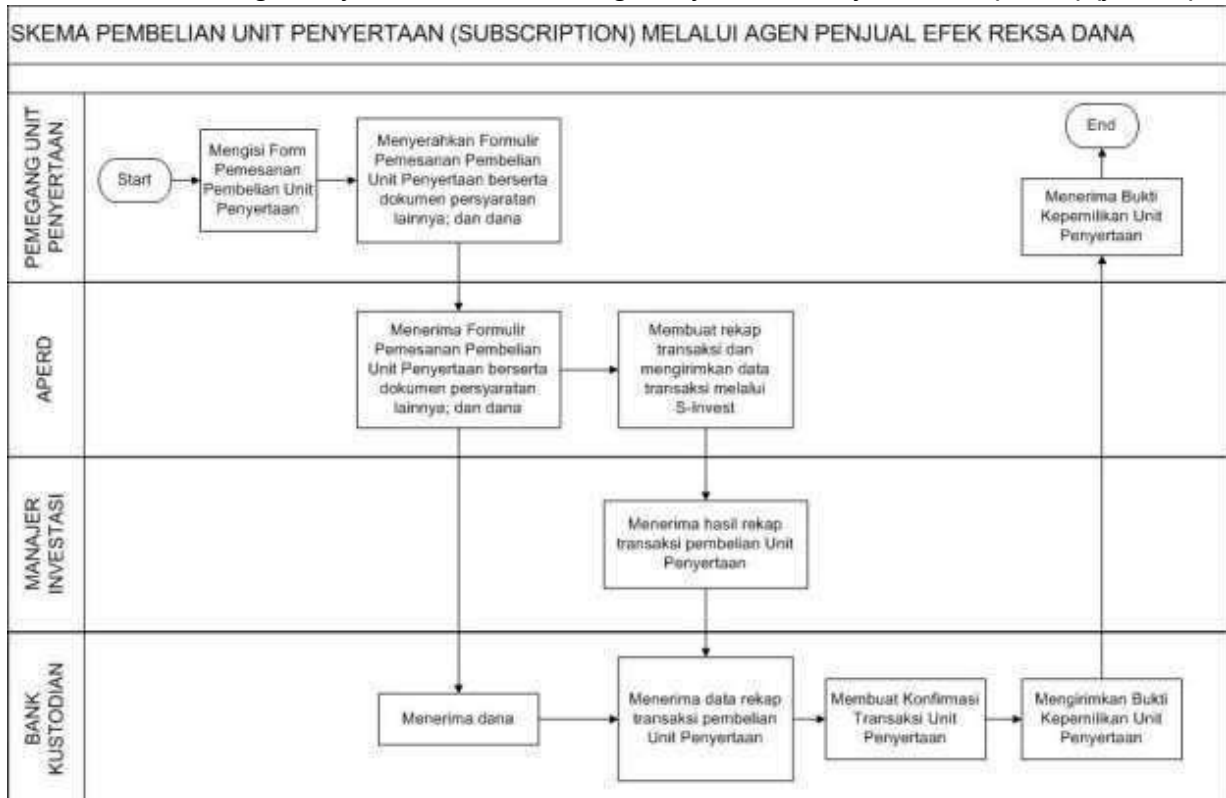 SKEMA PEMBELIAN UNIT PENYERTAAN (SUBSCRIPTION) MELALUI AGEN PENJUAL EFEK REKSA DANA
PEMEGANG UNIT
PENYERTAAN
Start
Mengisi Form
Pemesanan
Pembelian Unit
Penyertaan
Menyerahkan Formulir
Pemesanan Pembelian
Unit Penyertaan berserta
dokumen persyaratan
lainnya; dan dana
End
Menerima Bukti
Kepemilikan Unit
Penyertaan
APERD
Menerima Formulir
Pemesanan Pembelian
Unit Penyertaan berserta
dokumen persyaratan
lainnya; dan dana
Membuat rekap
transaksi dan
mengirimkan data
transaksi melalui
S-Invest
MANAJER
INVESTASI
Menerima hasil rekap
transaksi pembelian Unit
Penyertaan
BANK
KUSTODIAN
Menerima dana
Menerima data rekap
transaksi pembelian
Unit Penyertaan
Membuat Konfirmasi
Transaksi Unit
Penyertaan
Mengirimkan Bukti
Kepemilikan Unit
Penyertaan